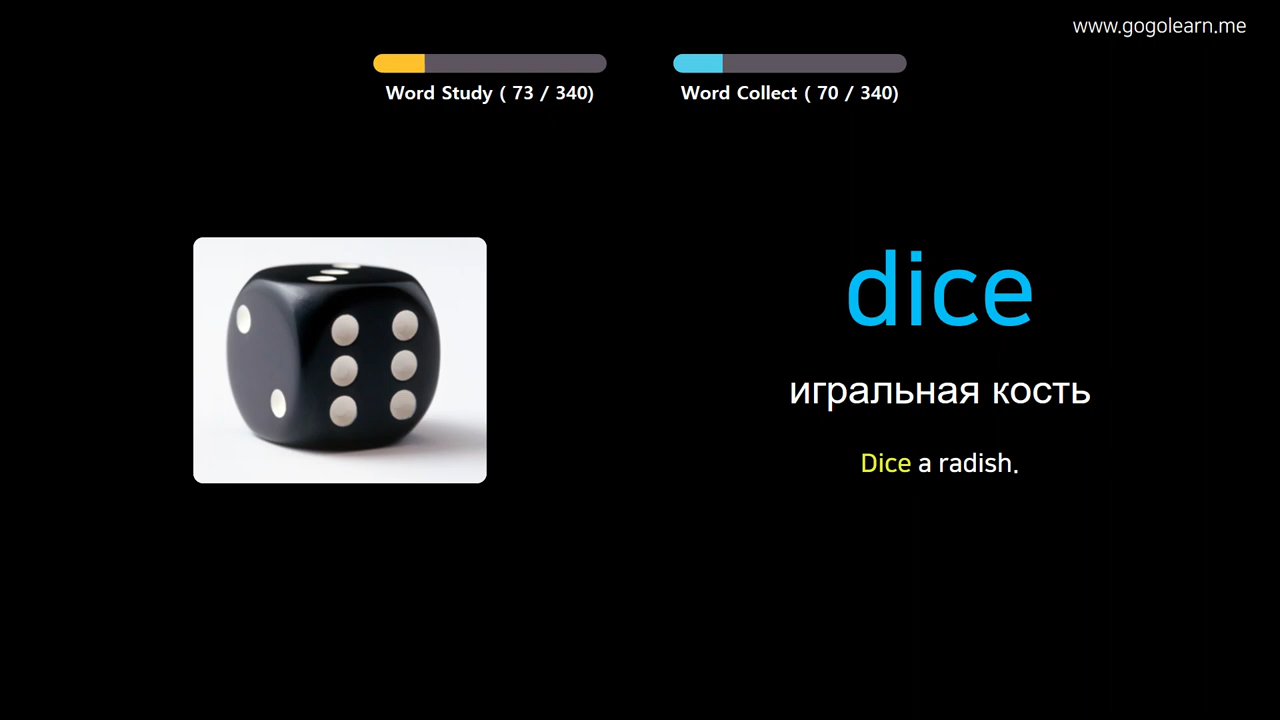 www.gogolearn.me
Word Study ( 73 / 340)
Word Collect ( 70 / 340)
dice
игральная кость
Dice a radish.